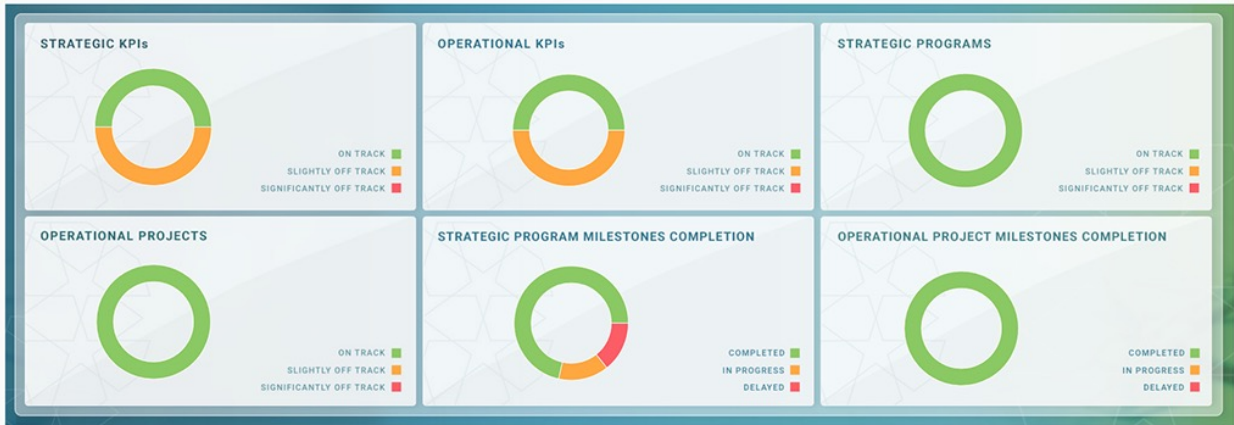 STRATEGIC KPIs
ON TRACK
SLIGHTLY OFF TRACK
SIGNIFICANTLY OFF TRACK
OPERATIONAL KPIs
ON TRACK
SLIGHTLY OFF TRACK
SIGNIFICANTLY OFF TRACK
STRATEGIC PROGRAMS
ON TRACK
SLIGHTLY OFF TRACK
SIGNIFICANTLY OFF TRACK
OPERATIONAL PROJECTS
ON TRACK
SLIGHTLY OFF TRACK
SIGNIFICANTLY OFF TRACK
STRATEGIC PROGRAM MILESTONES COMPLETION
COMPLETED
IN PROGRESS
DELAYED
OPERATIONAL PROJECT MILESTONES COMPLETION
COMPLETED
IN PROGRESS
DELAYED